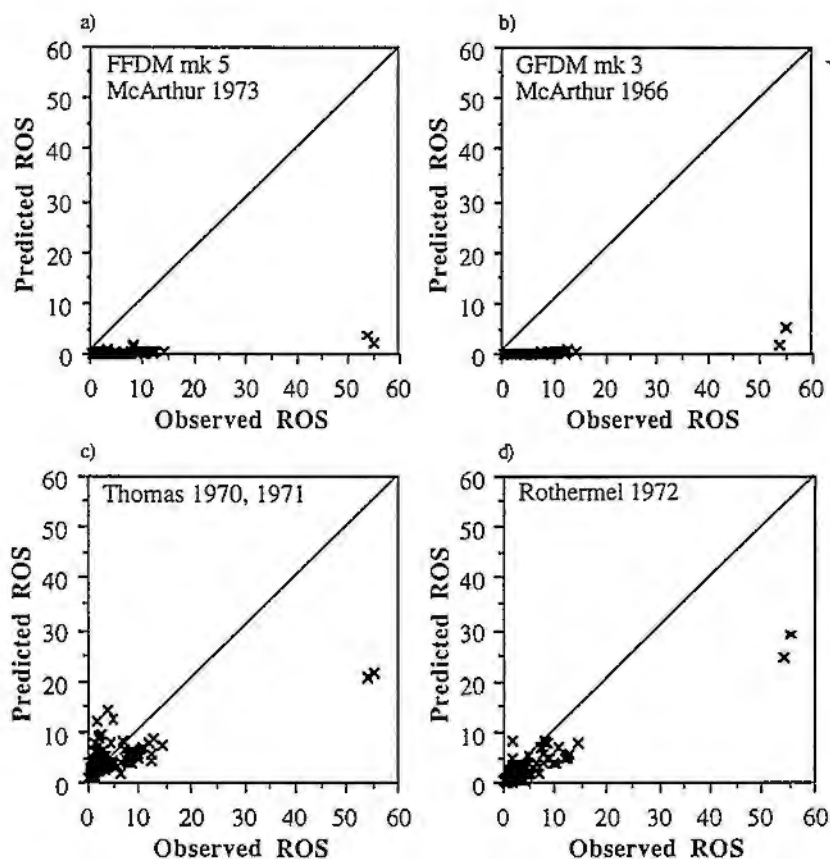 a)
FFDM mk 5
McArthur 1973
60
50
40
30
20
10
0
Predicted ROS
0 10 20 30 40 50 60
Observed ROS
b)
GFDM mk 3
McArthur 1966
60
50
40
30
20
10
0
Predicted ROS
0 10 20 30 40 50 60
Observed ROS
c)
Thomas 1970, 1971
60
50
40
30
20
10
0
Predicted ROS
0 10 20 30 40 50 60
Observed ROS
d)
Rothermel 1972
60
50
40
30
20
10
0
Predicted ROS
0 10 20 30 40 50 60
Observed ROS